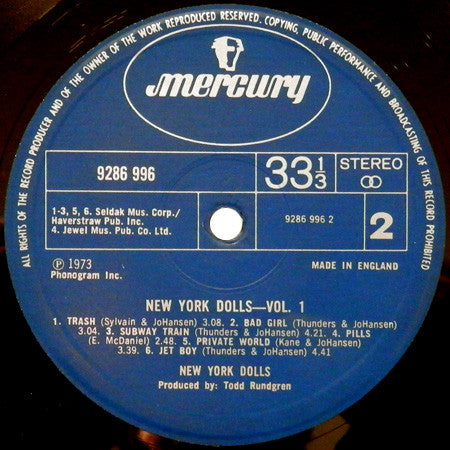 ALL RIGHTS OF THE RECORD PRODUCER AND OF THE OWNER OF THE WORK REPRODUCED RESERVED. COPYING, PUBLIC PERFORMANCE AND BROADCASTING OF THIS RECORD PROHIBITED
mercury
9286 996
33 1/3
STEREO
1-3, 5, 6. Seldak Mus. Corp./
Haverstraw Pub. Inc.
4. Jewel Mus. Pub. Co. Ltd.
9286 996 2
2
Ⓟ 1973
Phonogram Inc.
MADE IN ENGLAND
NEW YORK DOLLS—VOL. 1
1. TRASH (Sylvain & JoHansen) 3.08. 2. BAD GIRL (Thunders & JoHansen)
3.04. 3. SUBWAY TRAIN (Thunders & JoHansen) 4.21. 4. PILLS
(E. McDaniel) 2.48. 5. PRIVATE WORLD (Kane & JoHansen)
3.39. 6. JET BOY (Thunders & JoHansen) 4.41
NEW YORK DOLLS
Produced by: Todd Rundgren